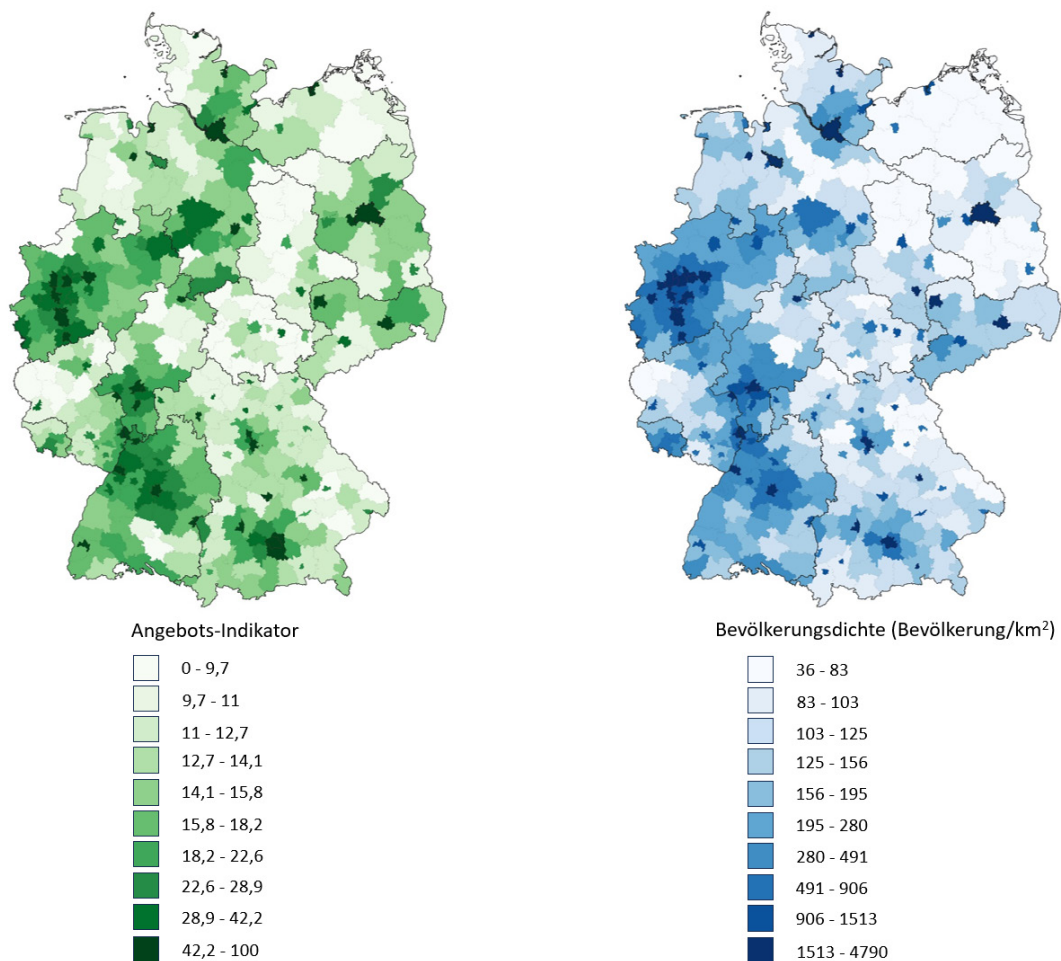 Angebots-Indikator
0 - 9,7
9,7 - 11
11 - 12,7
12,7 - 14,1
14,1 - 15,8
15,8 - 18,2
18,2 - 22,6
22,6 - 28,9
28,9 - 42,2
42,2 - 100
Bevölkerungsdichte (Bevölkerung/km²)
36 - 83
83 - 103
103 - 125
125 - 156
156 - 195
195 - 280
280 - 491
491 - 906
906 - 1513
1513 - 4790